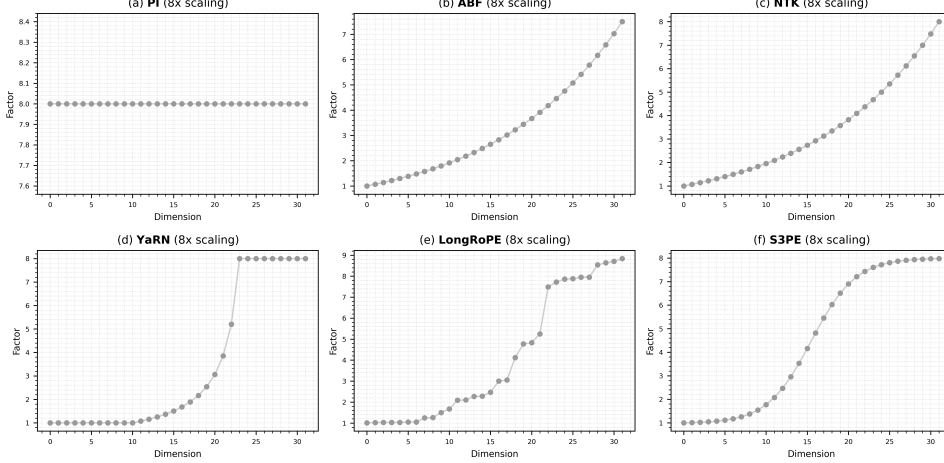 (a) PI (8x scaling)
8.4
8.3
8.2
8.1
8.0
7.9
7.8
7.7
7.6
Factor
0 5 10 15 20 25 30
Dimension
(b) ABF (8x scaling)
7
6
5
4
3
2
1
Factor
0 5 10 15 20 25 30
Dimension
(c) NTK (8x scaling)
8
7
6
5
4
3
2
1
Factor
0 5 10 15 20 25 30
Dimension
(d) YaRN (8x scaling)
8
7
6
5
4
3
2
1
Factor
0 5 10 15 20 25 30
Dimension
(e) LongRoPE (8x scaling)
9
8
7
6
5
4
3
2
1
Factor
0 5 10 15 20 25 30
Dimension
(f) S3PE (8x scaling)
8
7
6
5
4
3
2
1
Factor
0 5 10 15 20 25 30
Dimension